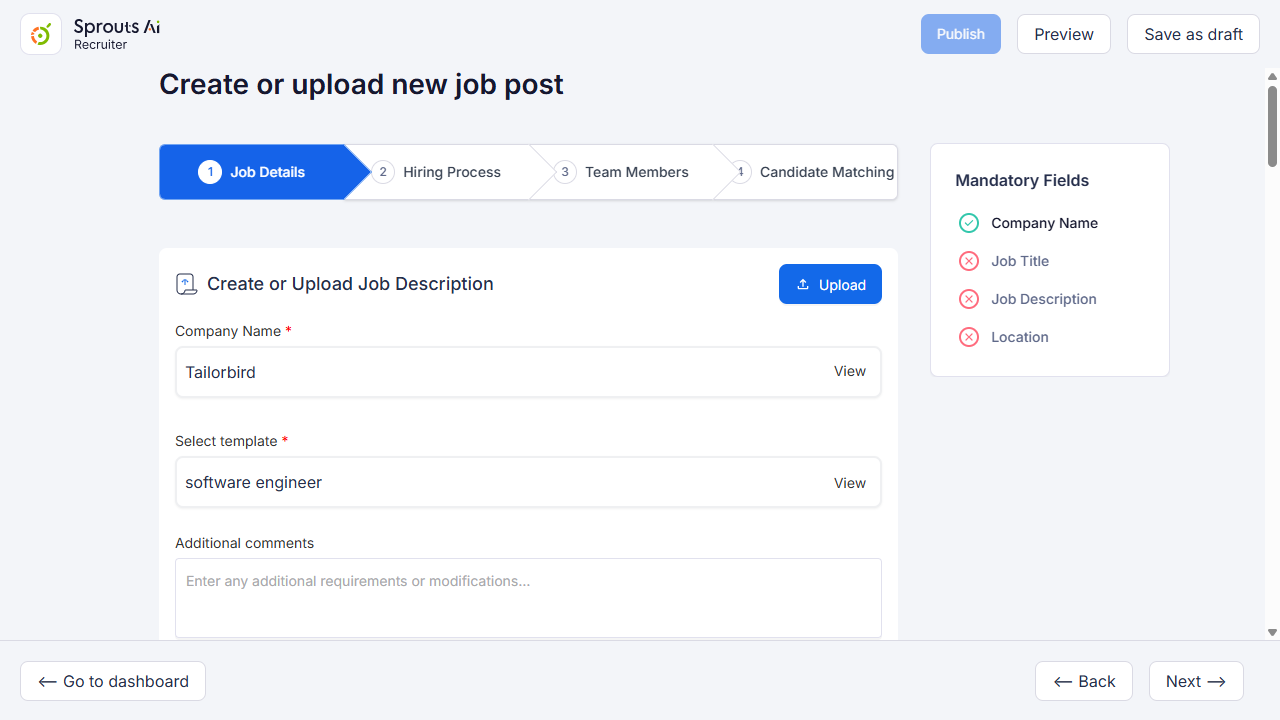 Sprouts Ai
Recruiter
Publish
Preview
Save as draft
Create or upload new job post
1 Job Details
2 Hiring Process
3 Team Members
4 Candidate Matching
Mandatory Fields
Company Name
Job Title
Job Description
Location
Create or Upload Job Description
Upload
Company Name *
Tailorbird
View
Select template *
software engineer
View
Additional comments
Enter any additional requirements or modifications...
Go to dashboard
Back
Next